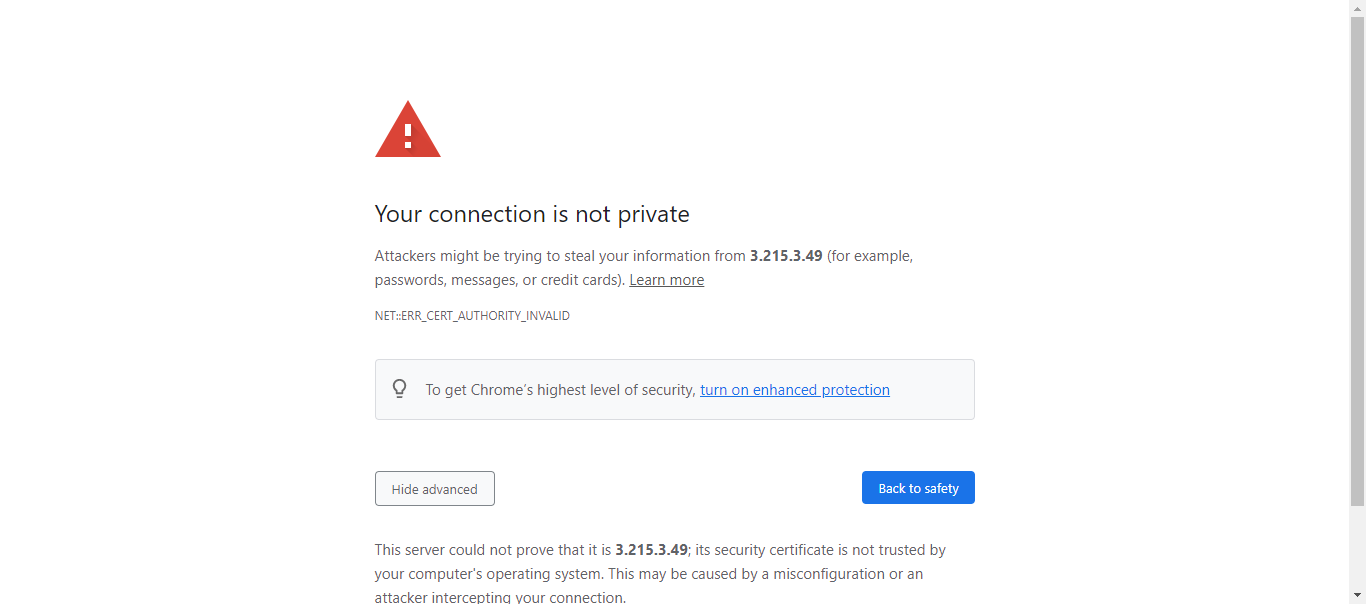 Your connection is not private
Attackers might be trying to steal your information from 3.215.3.49 (for example,
passwords, messages, or credit cards). Learn more
NET::ERR_CERT_AUTHORITY_INVALID
To get Chrome's highest level of security, turn on enhanced protection
Hide advanced
Back to safety
This server could not prove that it is 3.215.3.49; its security certificate is not trusted by
your computer's operating system. This may be caused by a misconfiguration or an
attacker intercepting your connection.